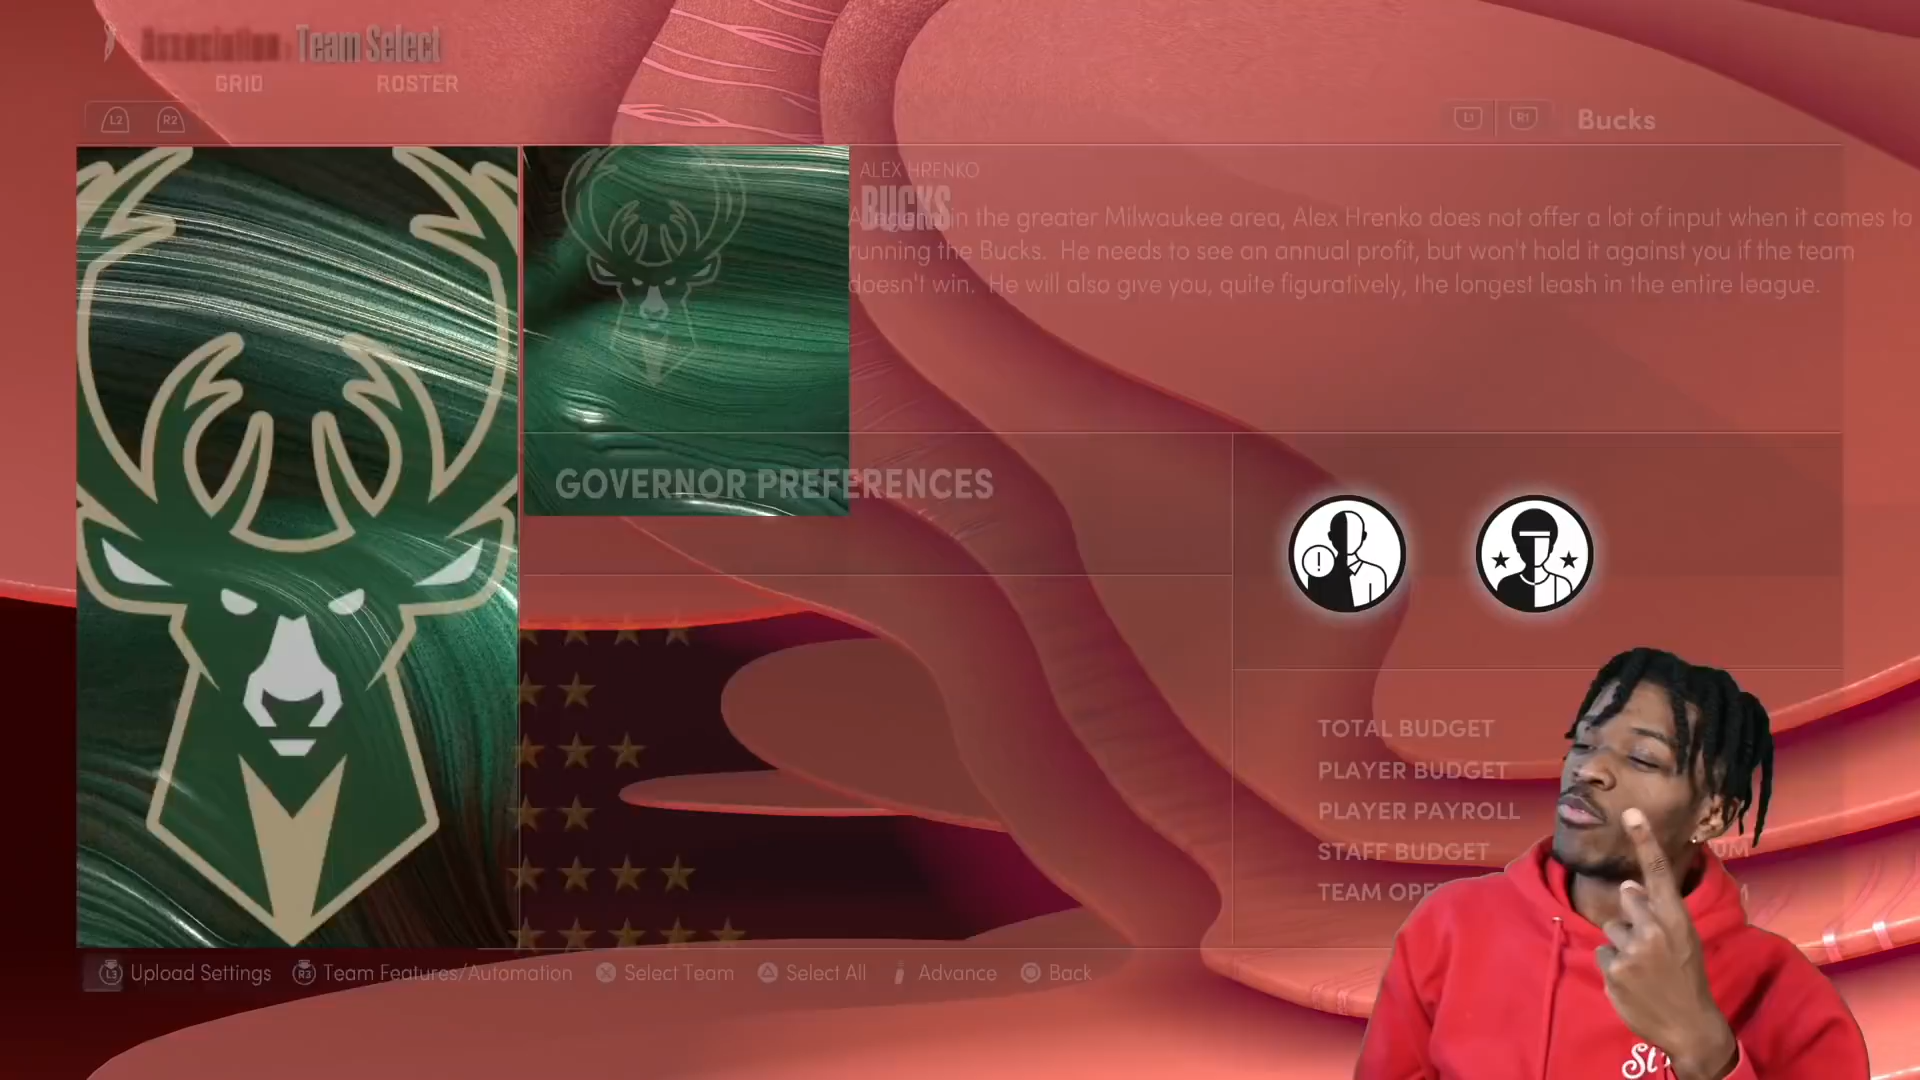 Team Select
GRID ROSTER
L2 R2
L1 R1 Bucks
ALEX HRENKO
BUCKS
in the greater Milwaukee area, Alex Hrenko does not offer a lot of input when it comes to
running the Bucks. He needs to see an annual profit, but won't hold it against you if the team
doesn't win. He will also give you, quite figuratively, the longest leash in the entire league.
GOVERNOR PREFERENCES
!
TOTAL BUDGET
PLAYER BUDGET
PLAYER PAYROLL
STAFF BUDGET
TEAM
L3 Upload Settings R3 Team Features/Automation Select Team Select All Advance Back